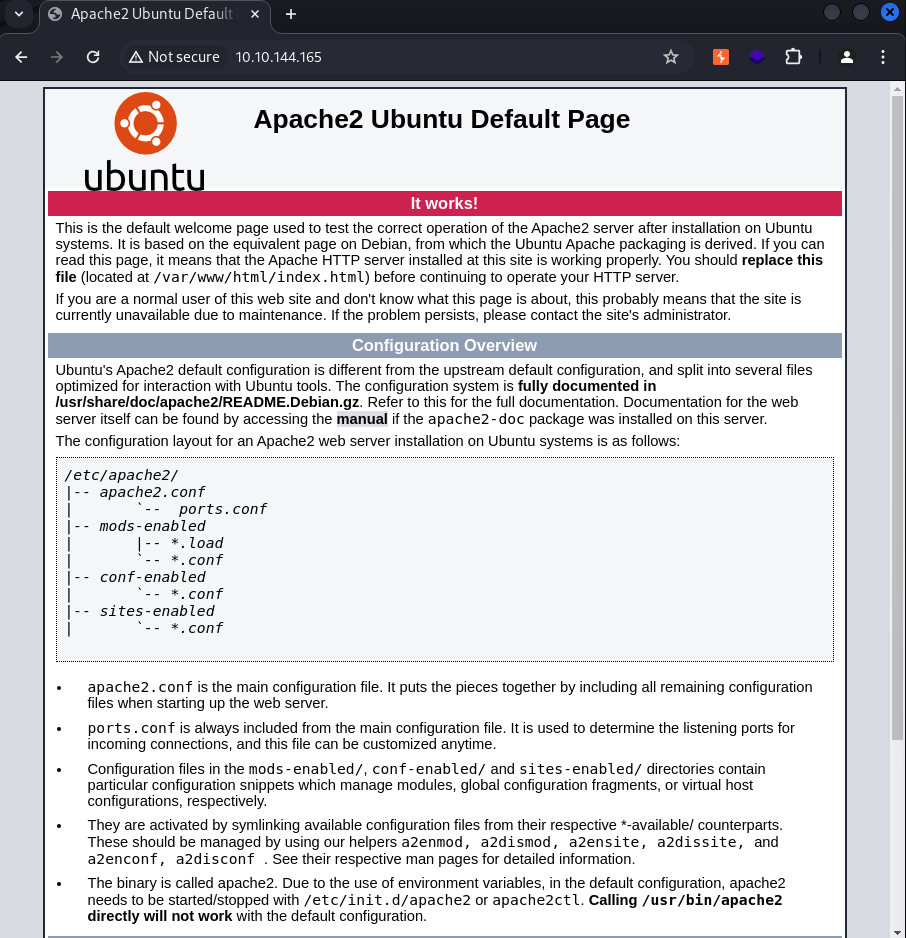 Apache2 Ubuntu Default
Not secure 10.10.144.165
ubuntu
Apache2 Ubuntu Default Page
It works!
This is the default welcome page used to test the correct operation of the Apache2 server after installation on Ubuntu
systems. It is based on the equivalent page on Debian, from which the Ubuntu Apache packaging is derived. If you can
read this page, it means that the Apache HTTP server installed at this site is working properly. You should replace this
file (located at /var/www/html/index.html) before continuing to operate your HTTP server.
If you are a normal user of this web site and don't know what this page is about, this probably means that the site is
currently unavailable due to maintenance. If the problem persists, please contact the site's administrator.
Configuration Overview
Ubuntu's Apache2 default configuration is different from the upstream default configuration, and split into several files
optimized for interaction with Ubuntu tools. The configuration system is fully documented in
/usr/share/doc/apache2/README.Debian.gz. Refer to this for the full documentation. Documentation for the web
server itself can be found by accessing the manual if the apache2-doc package was installed on this server.
The configuration layout for an Apache2 web server installation on Ubuntu systems is as follows:
/etc/apache2/
|-- apache2.conf
|       `--  ports.conf
|-- mods-enabled
|       |-- *.load
|       `-- *.conf
|-- conf-enabled
|       `-- *.conf
|-- sites-enabled
|       `-- *.conf
• apache2.conf is the main configuration file. It puts the pieces together by including all remaining configuration
files when starting up the web server.
• ports.conf is always included from the main configuration file. It is used to determine the listening ports for
incoming connections, and this file can be customized anytime.
• Configuration files in the mods-enabled/, conf-enabled/ and sites-enabled/ directories contain
particular configuration snippets which manage modules, global configuration fragments, or virtual host
configurations, respectively.
• They are activated by symlinking available configuration files from their respective *-available/ counterparts.
These should be managed by using our helpers a2enmod, a2dismod, a2ensite, a2dissite, and
a2enconf, a2disconf . See their respective man pages for detailed information.
• The binary is called apache2. Due to the use of environment variables, in the default configuration, apache2
needs to be started/stopped with /etc/init.d/apache2 or apache2ctl. Calling /usr/bin/apache2
directly will not work with the default configuration.